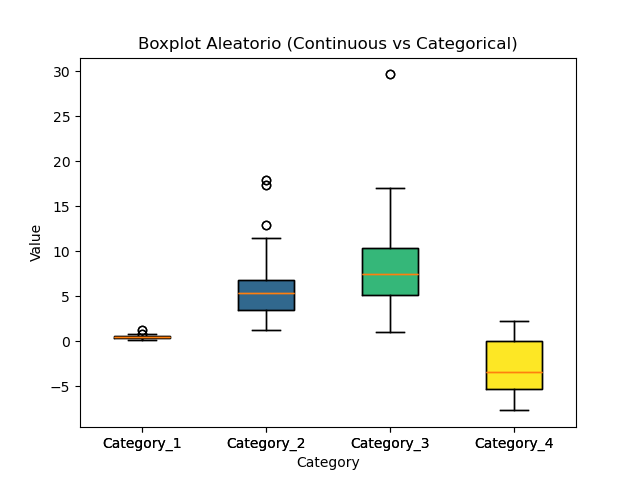 Boxplot Aleatorio (Continuous vs Categorical)
30
25
20
15
10
5
0
−5
Value
Category_1
Category_2
Category_3
Category_4
Category